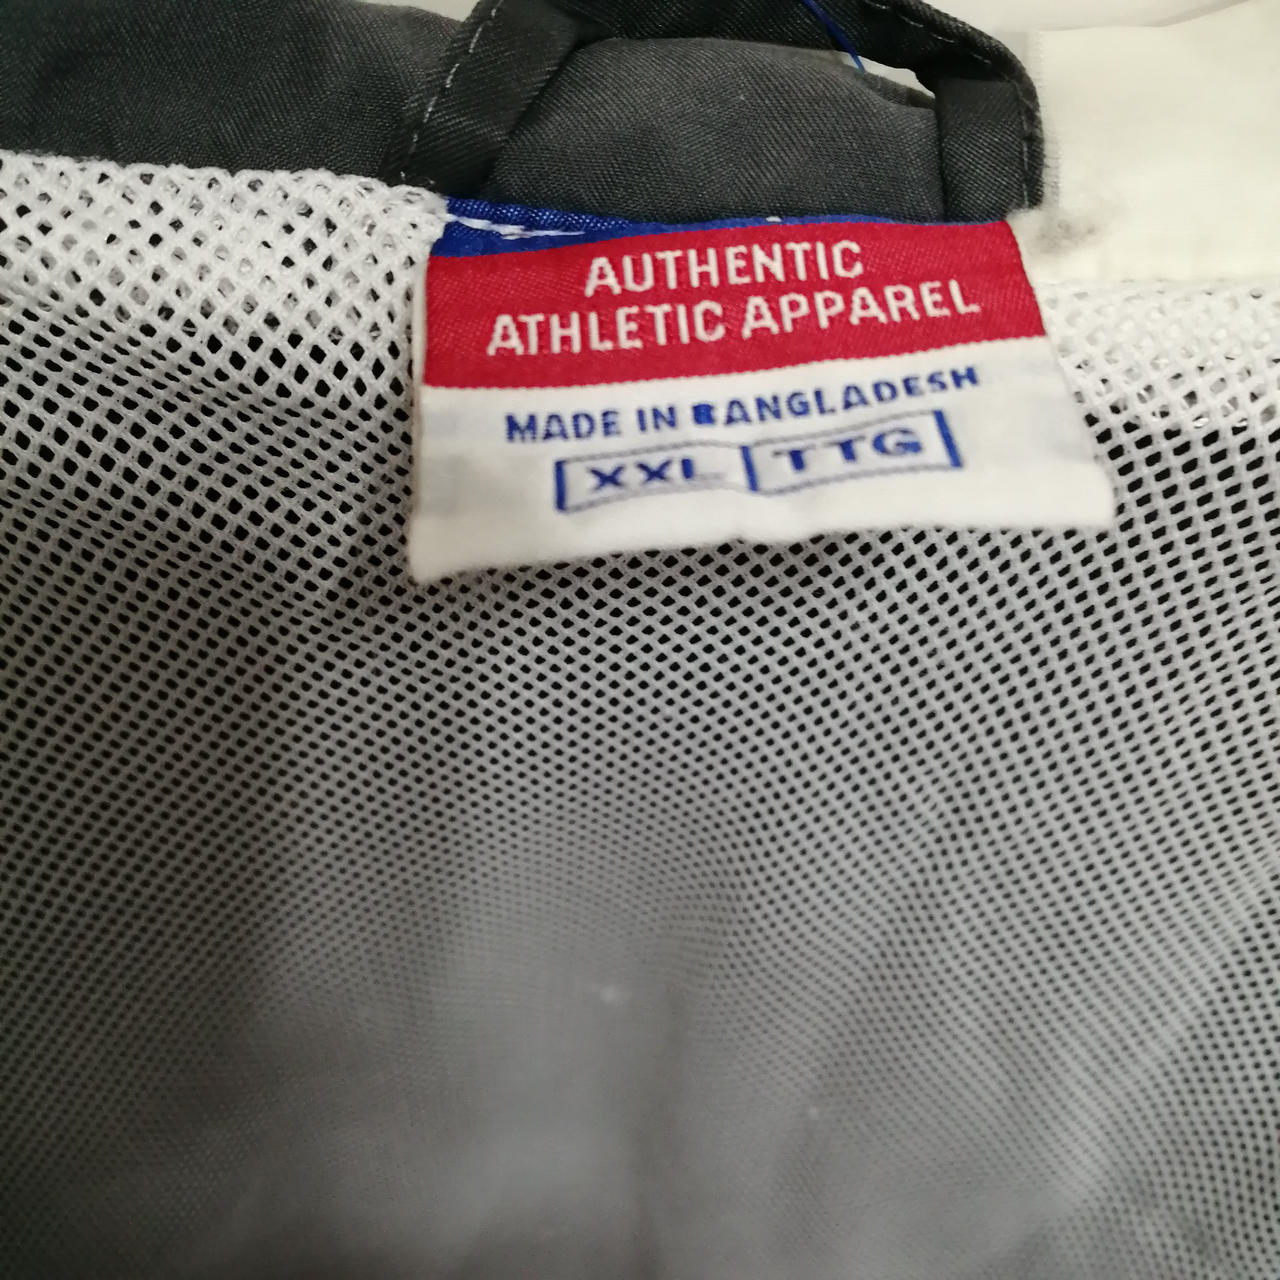 AUTHENTIC
ATHLETIC APPAREL
MADE IN BANGLADESH
XXL TTG